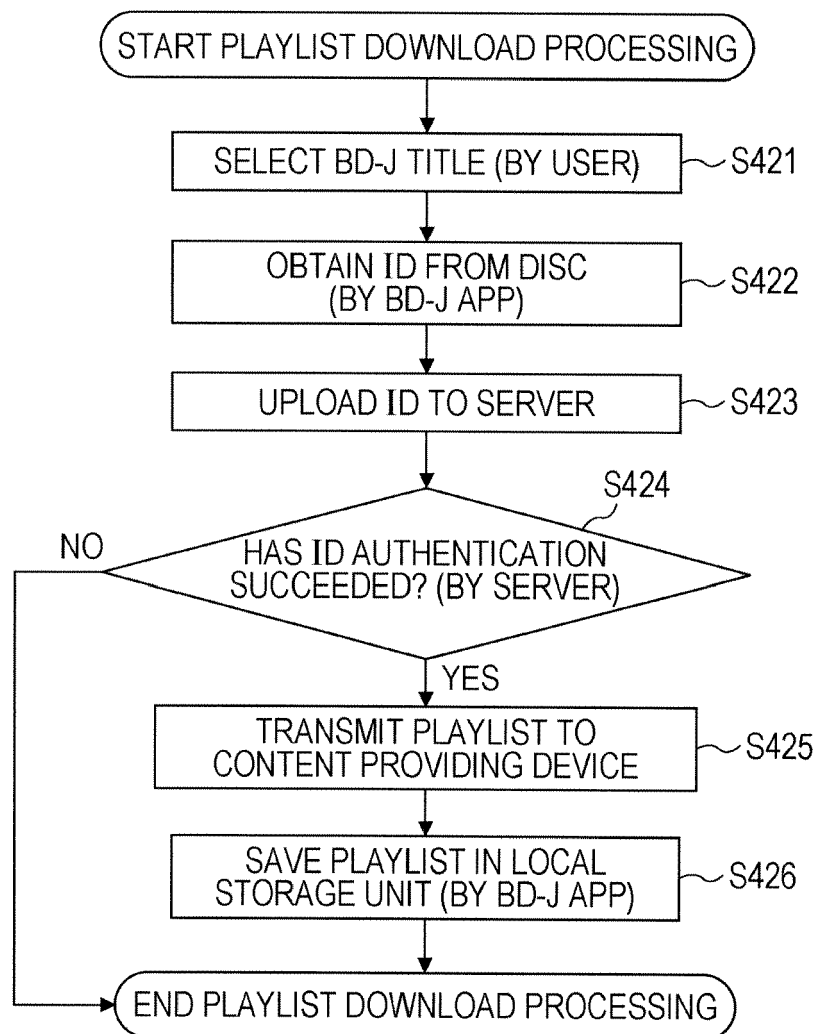 START PLAYLIST DOWNLOAD PROCESSING
SELECT BD-J TITLE (BY USER)
S421
OBTAIN ID FROM DISC
(BY BD-J APP)
S422
UPLOAD ID TO SERVER
S423
S424
NO
HAS ID AUTHENTICATION
SUCCEEDED? (BY SERVER)
YES
TRANSMIT PLAYLIST TO
CONTENT PROVIDING DEVICE
S425
SAVE PLAYLIST IN LOCAL
STORAGE UNIT (BY BD-J APP)
S426
END PLAYLIST DOWNLOAD PROCESSING